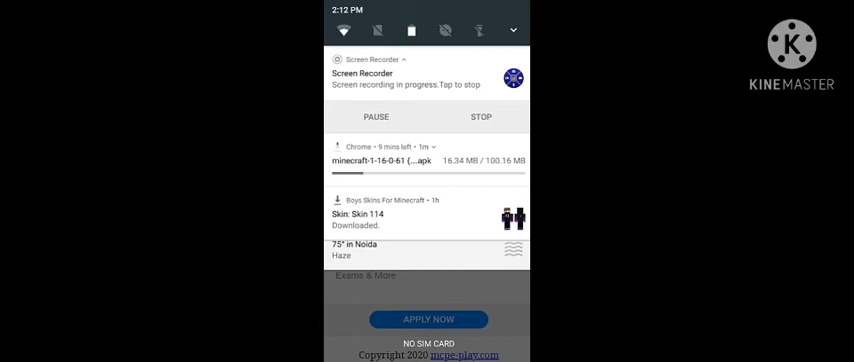 2:12 PM
Screen Recorder
Screen Recorder
Screen recording in progress.Tap to stop
PAUSE STOP
Chrome • 9 mins left • 1m
minecraft-1-16-0-61 (...apk 16.34 MB / 100.16 MB
Boys Skins For Minecraft • 1h
Skin: Skin 114
Downloaded.
75° in Noida
Haze
Exams & More
APPLY NOW
NO SIM CARD
Copyright 2020 mcpe-play.com
K
KINEMASTER